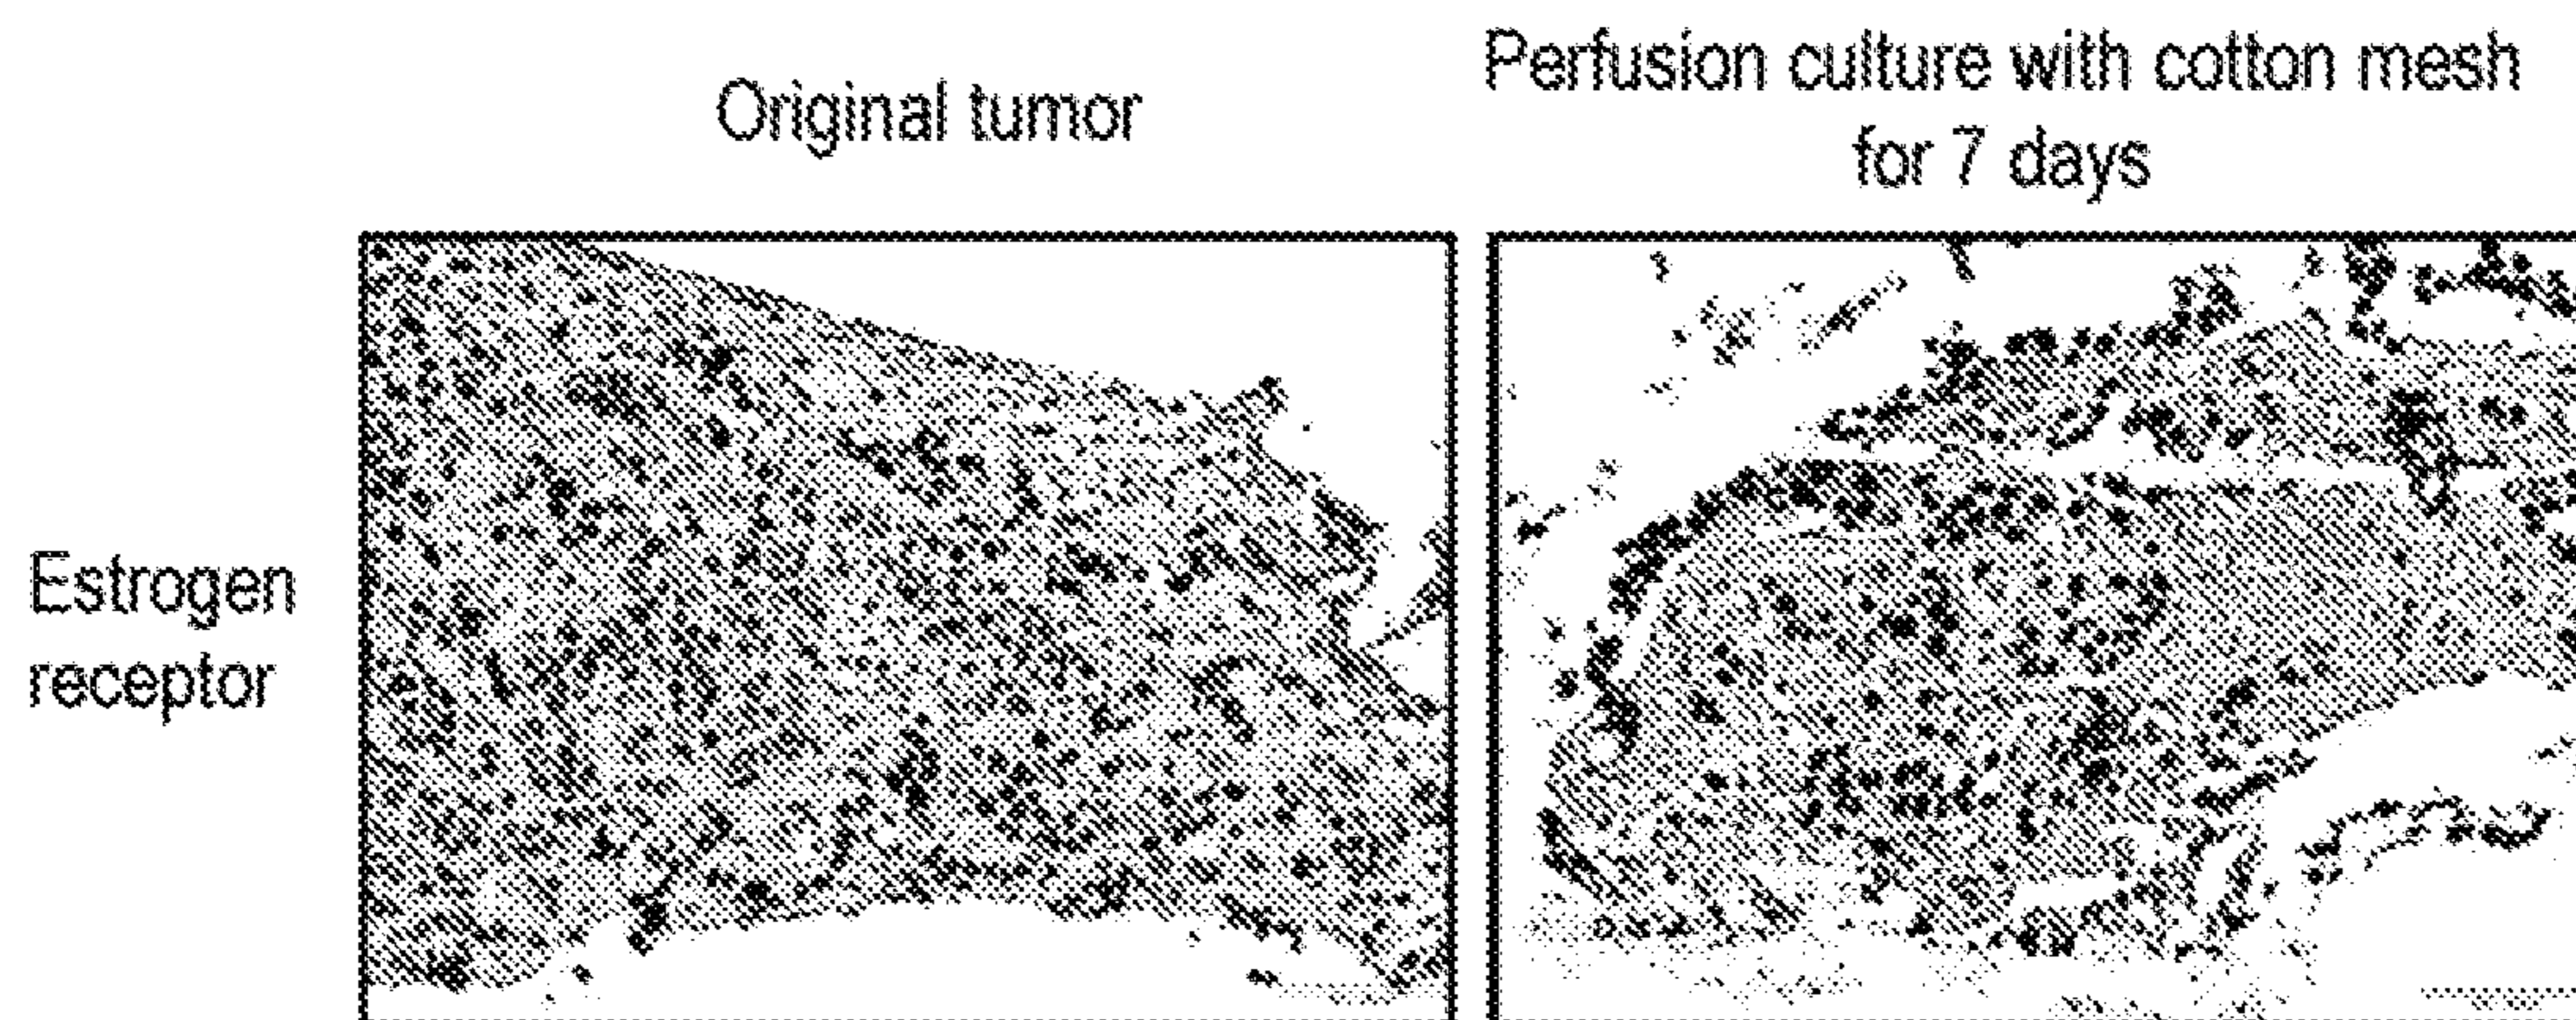 Original tumor
Perfusion culture with cotton mesh
for 7 days
Estrogen
receptor